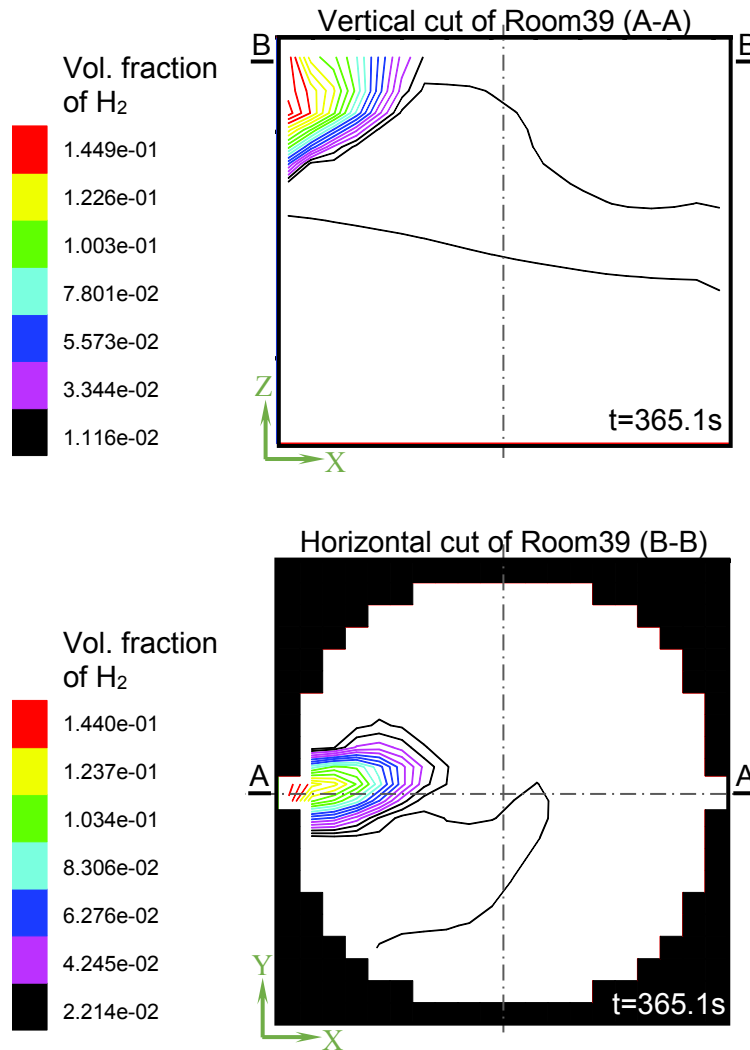 Vertical cut of Room39 (A-A)
B
B
Vol. fraction
of H₂
1.449e-01
1.226e-01
1.003e-01
7.801e-02
5.573e-02
3.344e-02
1.116e-02
Z
X
t=365.1s
Horizontal cut of Room39 (B-B)
Vol. fraction
of H₂
1.440e-01
1.237e-01
1.034e-01
8.306e-02
6.276e-02
4.245e-02
2.214e-02
A
A
Y
X
t=365.1s